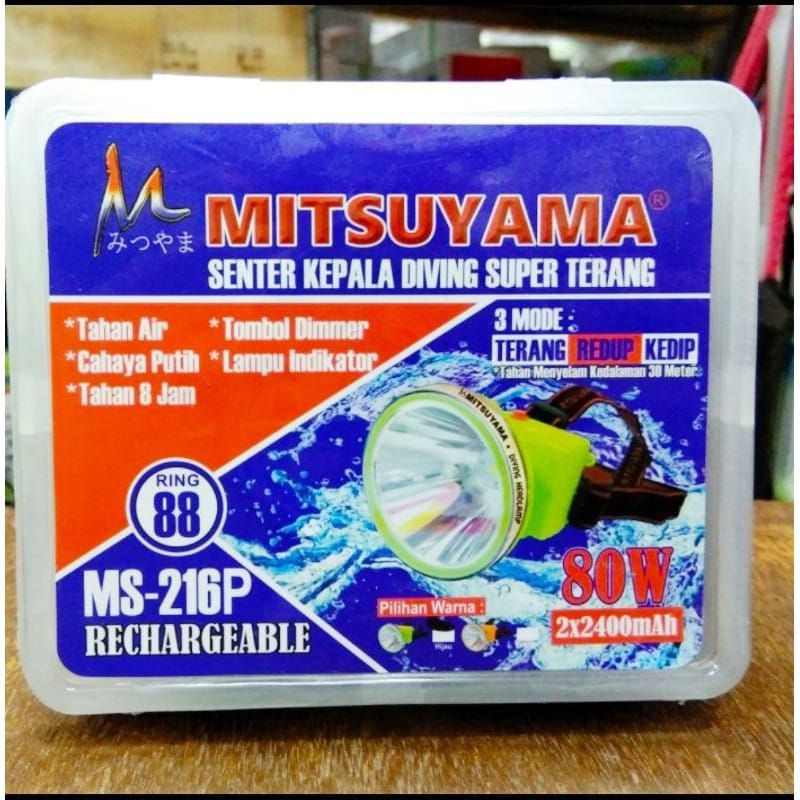 みつやま
MITSUYAMA®
SENTER KEPALA DIVING SUPER TERANG
*Tahan Air
*Cahaya Putih
*Tahan 8 Jam
*Tombol Dimmer
*Lampu Indikator
3 MODE :
TERANG REDUP KEDIP
*Tahan Menyelam Kedalaman 30 Meter
MITSUYAMA • DIVING HEADLAMP
RING
88
MS-216P
RECHARGEABLE
80W
2x2400mAh
Pilihan Warna :
Hijau